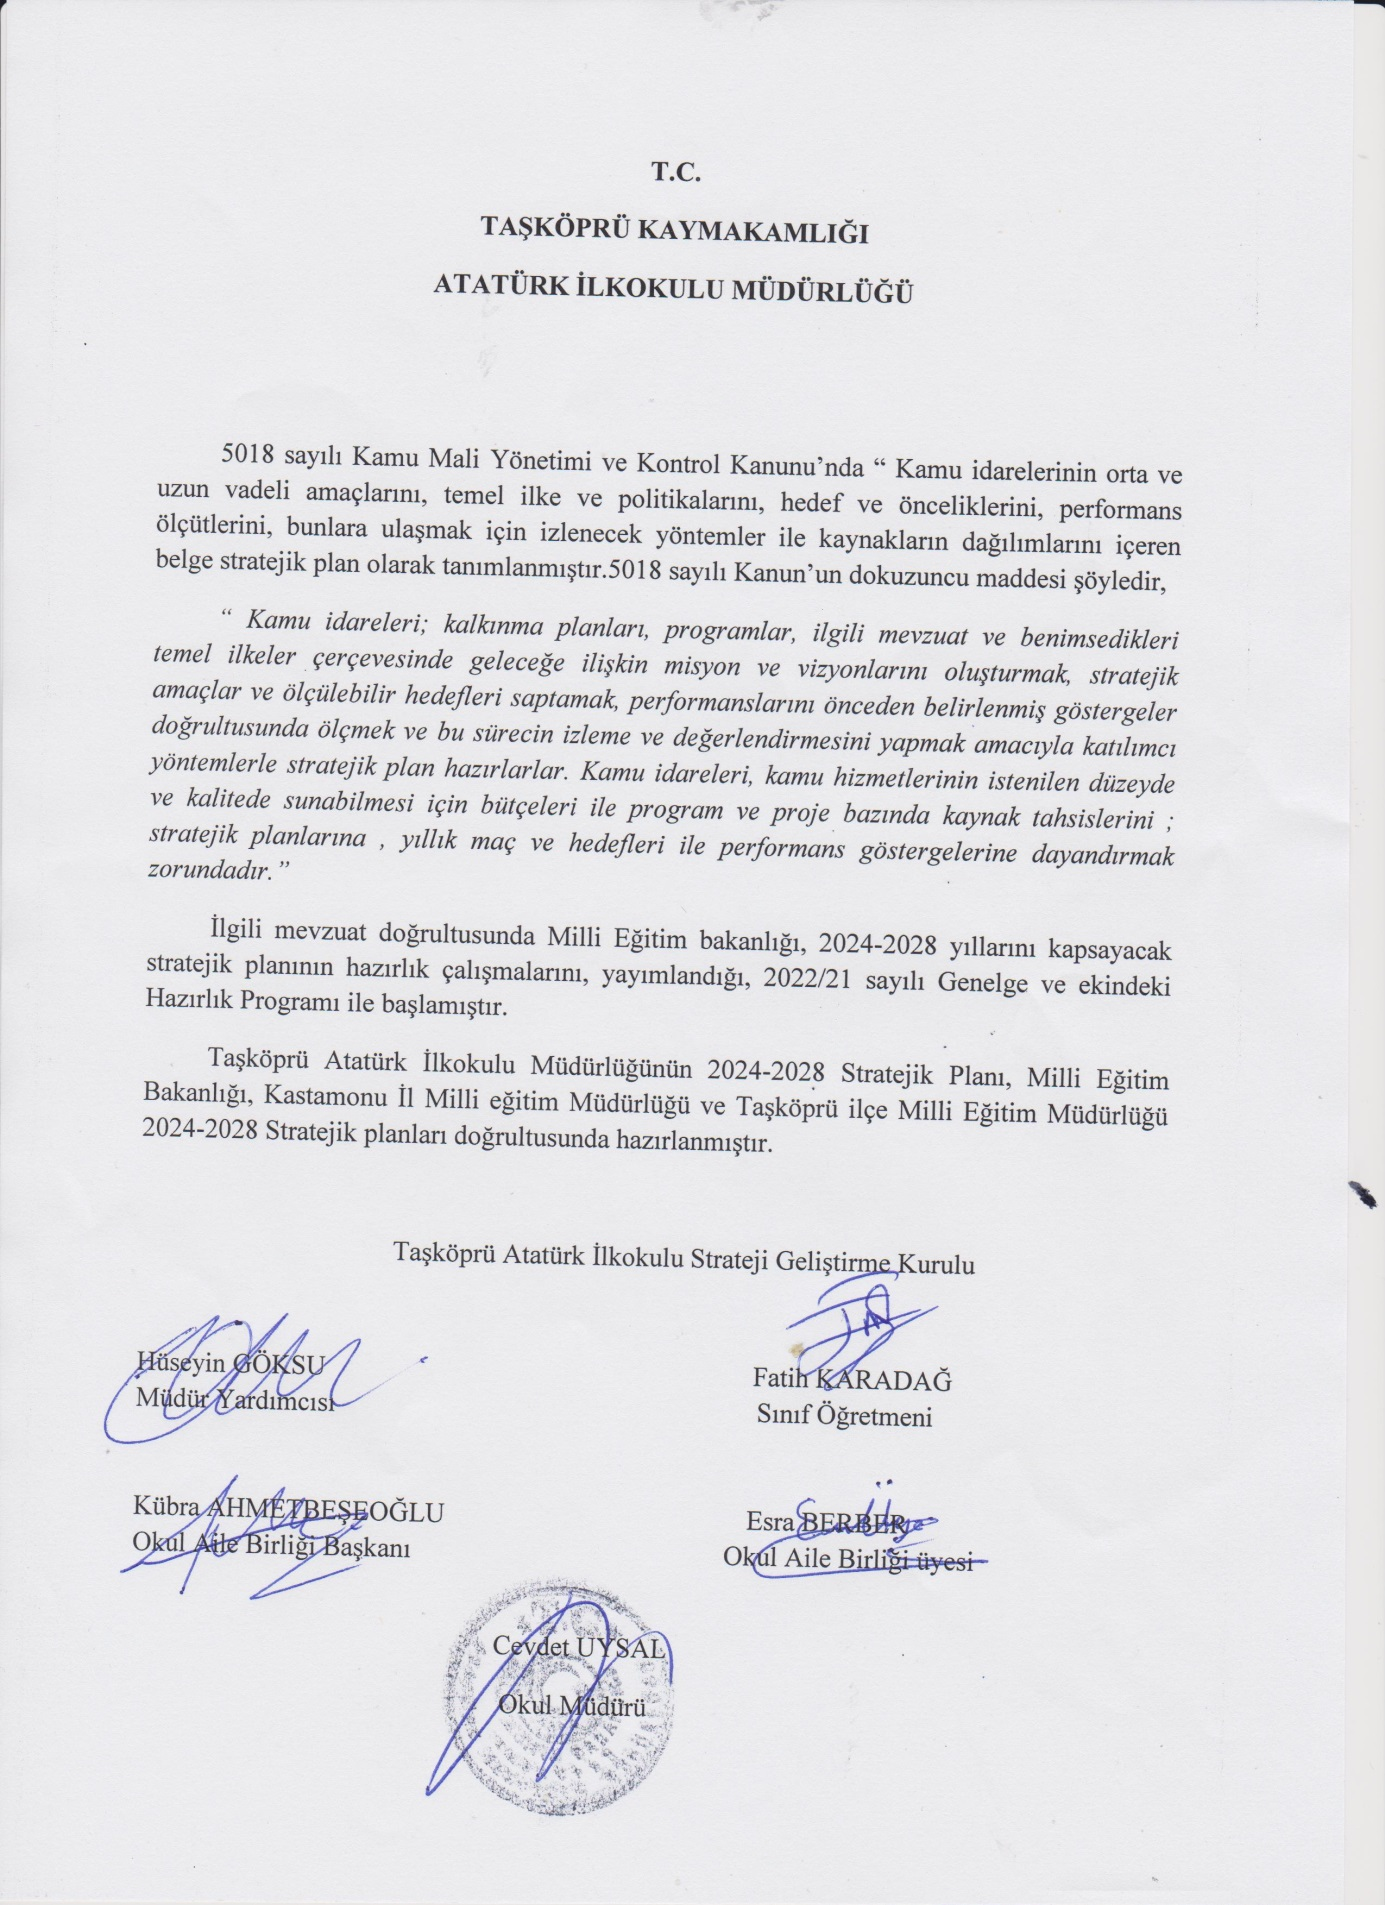 T.C.
TAŞKÖPRÜ KAYMAKAMLIĞI
ATATÜRK İLKOKULU MÜDÜRLÜĞÜ
5018 sayılı Kamu Mali Yönetimi ve Kontrol Kanunu’nda “ Kamu idarelerinin orta ve
uzun vadeli amaçlarını, temel ilke ve politikalarını, hedef ve önceliklerini, performans
ölçütlerini, bunlara ulaşmak için izlenecek yöntemler ile kaynakların dağılımlarını içeren
belge stratejik plan olarak tanımlanmıştır.5018 sayılı Kanun’un dokuzuncu maddesi şöyledir,
“ Kamu idareleri; kalkınma planları, programlar, ilgili mevzuat ve benimsedikleri
temel ilkeler çerçevesinde geleceğe ilişkin misyon ve vizyonlarını oluşturmak, stratejik
amaçlar ve ölçülebilir hedefleri saptamak, performanslarını önceden belirlenmiş göstergeler
doğrultusunda ölçmek ve bu sürecin izleme ve değerlendirmesini yapmak amacıyla katılımcı
yöntemlerle stratejik plan hazırlarlar. Kamu idareleri, kamu hizmetlerinin istenilen düzeyde
ve kalitede sunabilmesi için bütçeleri ile program ve proje bazında kaynak tahsislerini ;
stratejik planlarına , yıllık maç ve hedefleri ile performans göstergelerine dayandırmak
zorundadır.”
İlgili mevzuat doğrultusunda Milli Eğitim bakanlığı, 2024-2028 yıllarını kapsayacak
stratejik planının hazırlık çalışmalarını, yayımlandığı, 2022/21 sayılı Genelge ve ekindeki
Hazırlık Programı ile başlamıştır.
Taşköprü Atatürk İlkokulu Müdürlüğünün 2024-2028 Stratejik Planı, Milli Eğitim
Bakanlığı, Kastamonu İl Milli eğitim Müdürlüğü ve Taşköprü ilçe Milli Eğitim Müdürlüğü
2024-2028 Stratejik planları doğrultusunda hazırlanmıştır.
Taşköprü Atatürk İlkokulu Strateji Geliştirme Kurulu
Hüseyin GÖKSU
Müdür Yardımcısı
Fatih KARADAĞ
Sınıf Öğretmeni
Kübra AHMETBEŞEOĞLU
Okul Aile Birliği Başkanı
Esra BERBER
Okul Aile Birliği üyesi
Cevdet UYSAL
Okul Müdürü